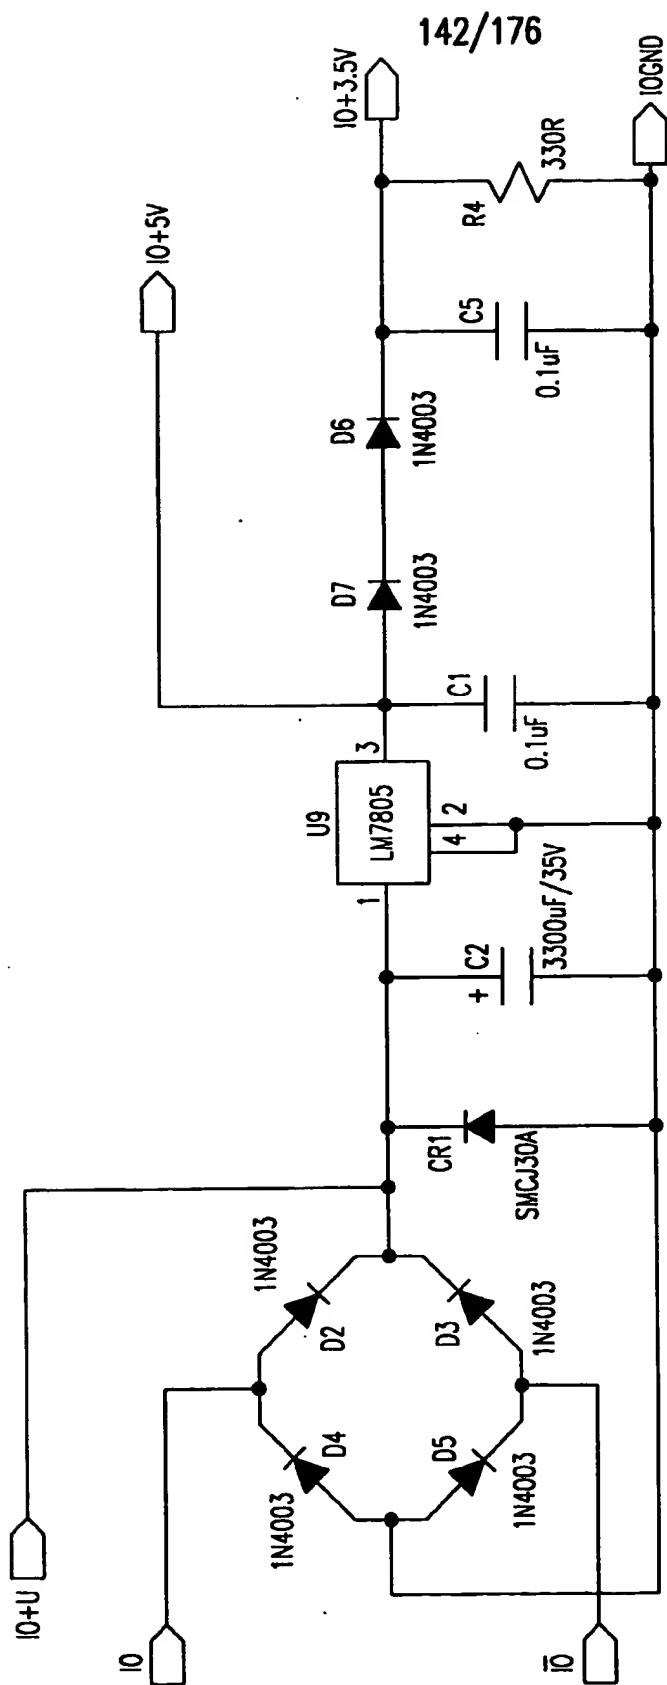 142/176
IO+U
IO
I̅O̅
1N4003
D4
1N4003
D2
1N4003
D5
D3
1N4003
CR1
SMCJ30A
+
C2
3300uF/35V
U9
LM7805
1
3
4
2
C1
0.1uF
D7
1N4003
D6
1N4003
C5
0.1uF
R4
330R
IO+5V
IO+3.5V
IOGND